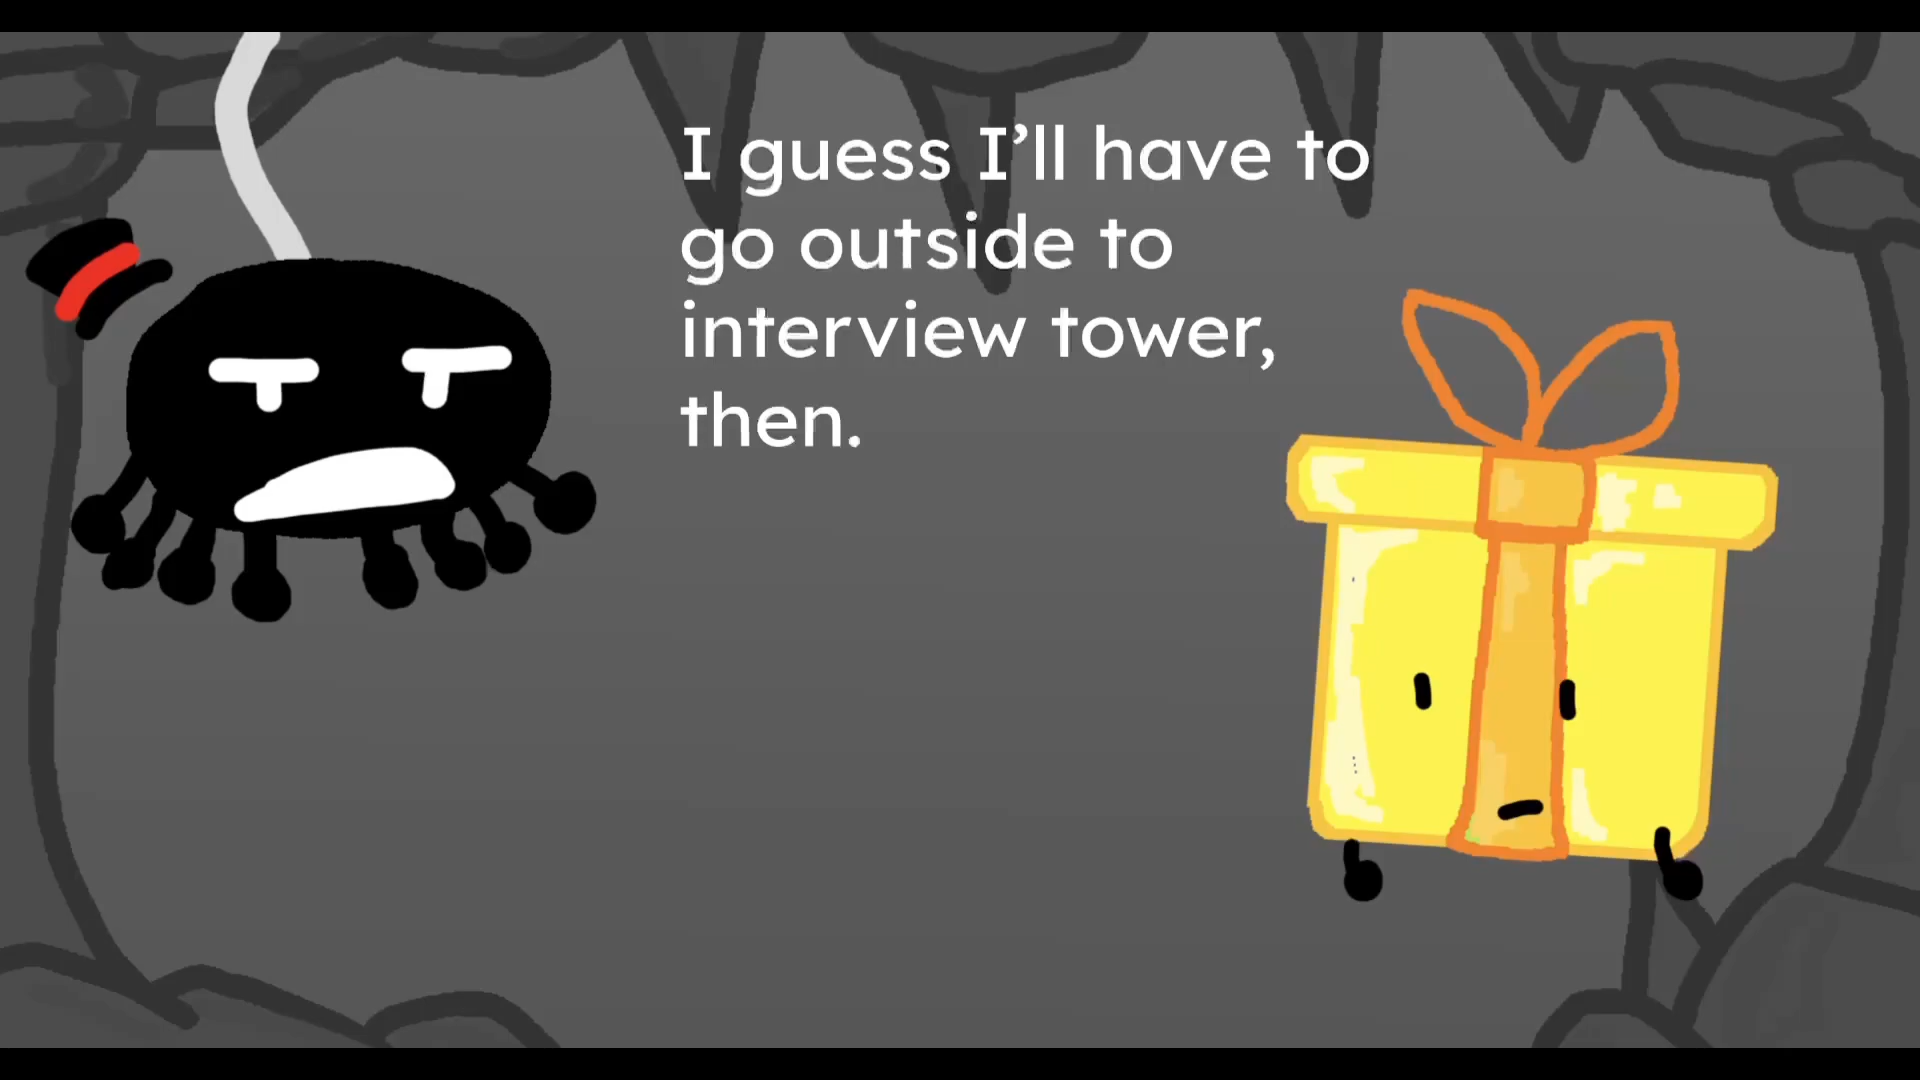 I guess I’ll have to
go outside to
interview tower,
then.